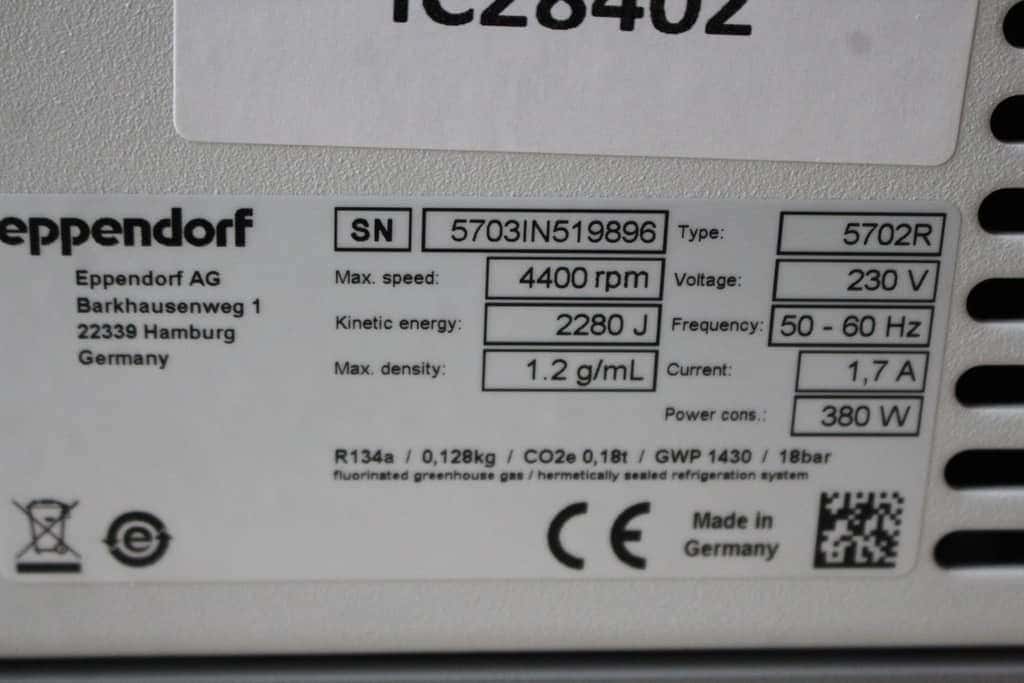 IC28402
eppendorf
Eppendorf AG
Barkhausenweg 1
22339 Hamburg
Germany
SN 5703IN519896
Type: 5702R
Max. speed: 4400 rpm
Voltage: 230 V
Kinetic energy: 2280 J
Frequency: 50 - 60 Hz
Max. density: 1.2 g/mL
Current: 1,7 A
Power cons.: 380 W
R134a / 0,128kg / CO2e 0,18t / GWP 1430 / 18bar
fluorinated greenhouse gas / hermetically sealed refrigeration system
CE
Made in
Germany